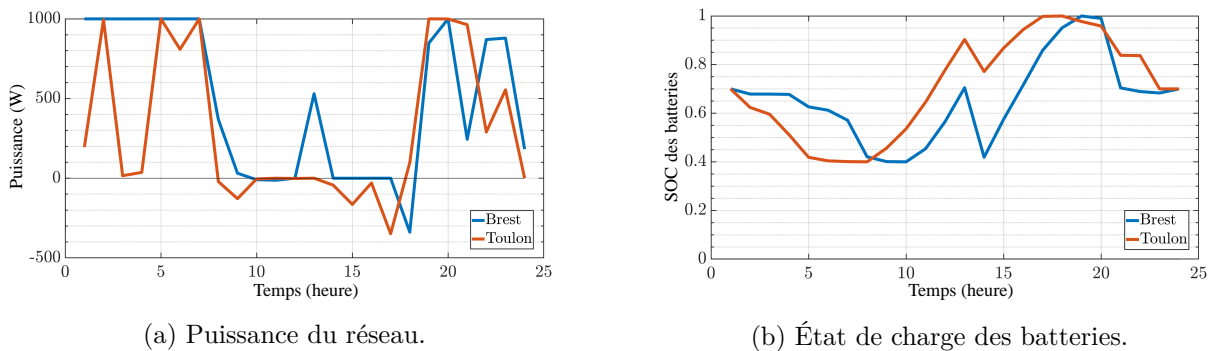 1000
500
0
-500
Puissance (W)
0
5
10
15
20
25
Temps (heure)
Brest
Toulon
(a) Puissance du réseau.
1
0.8
0.6
0.4
0.2
0
SOC des batteries
0
5
10
15
20
25
Temps (heure)
Brest
Toulon
(b) État de charge des batteries.